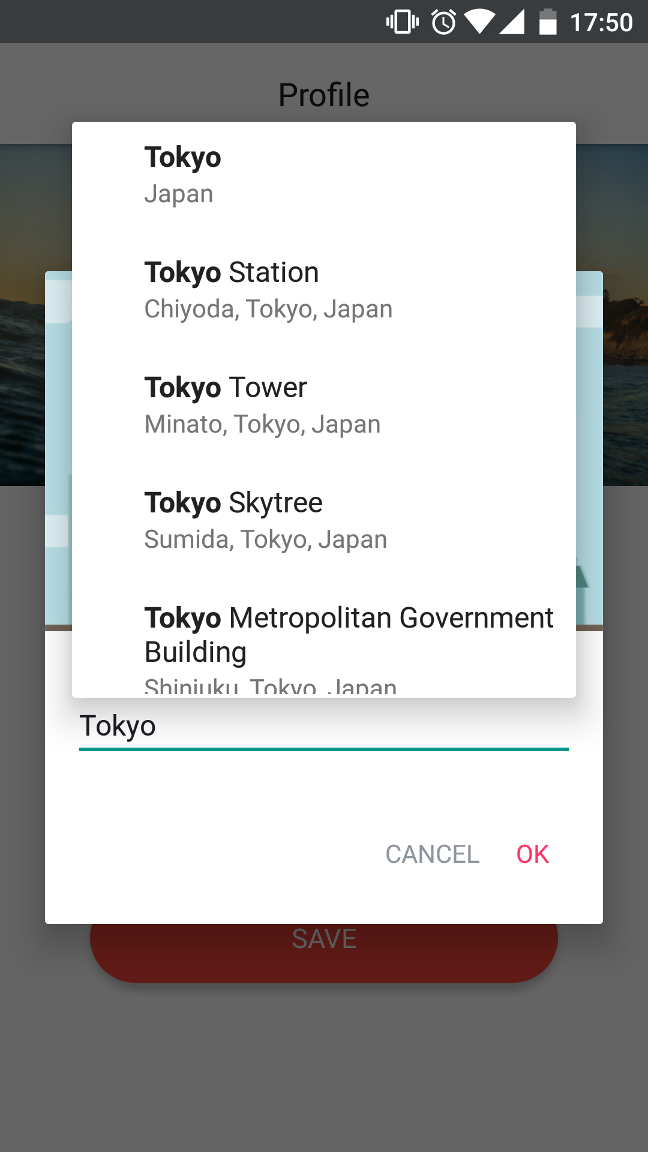 17:50
Profile
Tokyo
Japan
Tokyo Station
Chiyoda, Tokyo, Japan
Tokyo Tower
Minato, Tokyo, Japan
Tokyo Skytree
Sumida, Tokyo, Japan
Tokyo Metropolitan Government
Building
Shinjuku, Tokyo, Japan
Tokyo
CANCEL OK
SAVE